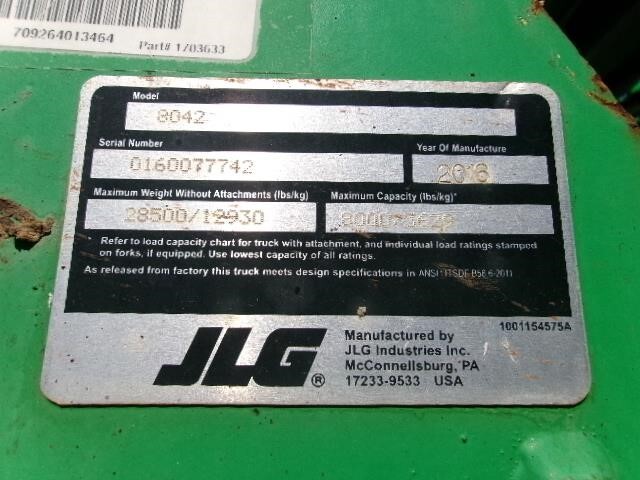 709264013464
Part# 1703633
Model
8042
Serial Number
0160077742
Year Of Manufacture
Maximum Weight Without Attachments (lbs/kg)
28500/12930
Maximum Capacity (lbs/kg)*
Refer to load capacity chart for truck with attachment, and individual load ratings stamped
on forks, if equipped. Use lowest capacity of all ratings.
As released from factory this truck meets design specifications in ANSI
JLG®
Manufactured by
JLG Industries Inc.
McConnellsburg, PA
17233-9533 USA
1001154575A